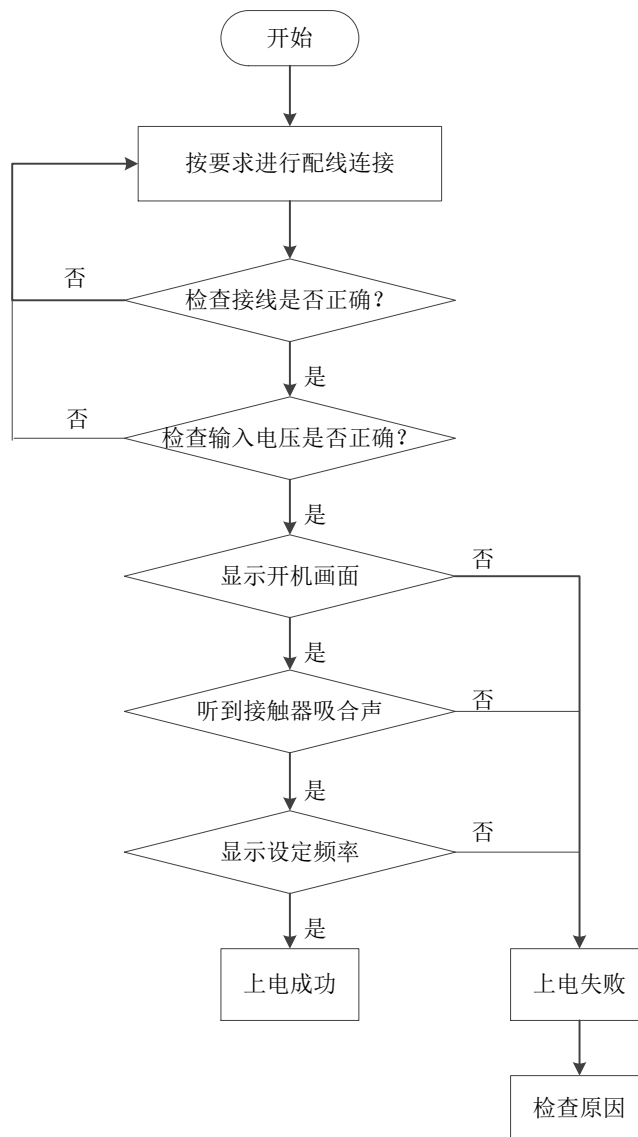 开始
按要求进行配线连接
否
检查接线是否正确？
是
否
检查输入电压是否正确？
是
显示开机画面
否
是
听到接触器吸合声
否
是
显示设定频率
否
是
上电成功
上电失败
检查原因